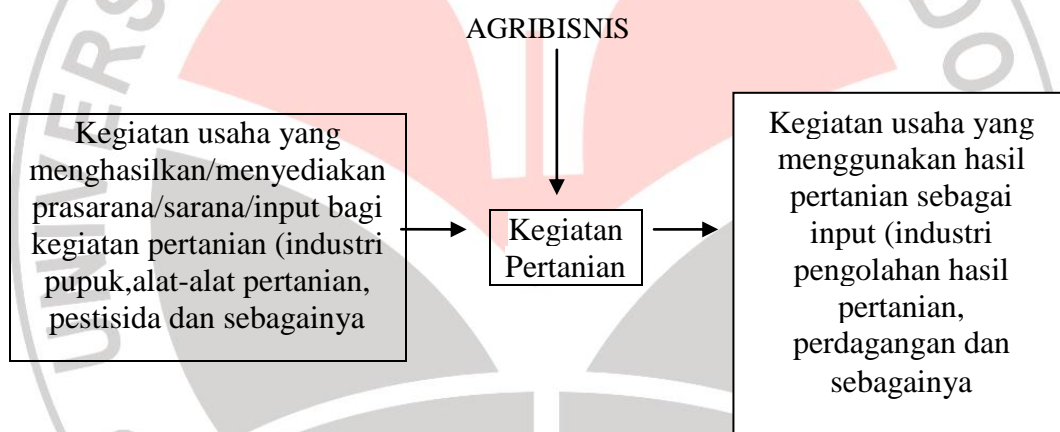 AGRIBISNIS
Kegiatan usaha yang
menghasilkan/menyediakan
prasarana/sarana/input bagi
kegiatan pertanian (industri
pupuk,alat-alat pertanian,
pestisida dan sebagainya
Kegiatan
Pertanian
Kegiatan usaha yang
menggunakan hasil
pertanian sebagai
input (industri
pengolahan hasil
pertanian,
perdagangan dan
sebagainya